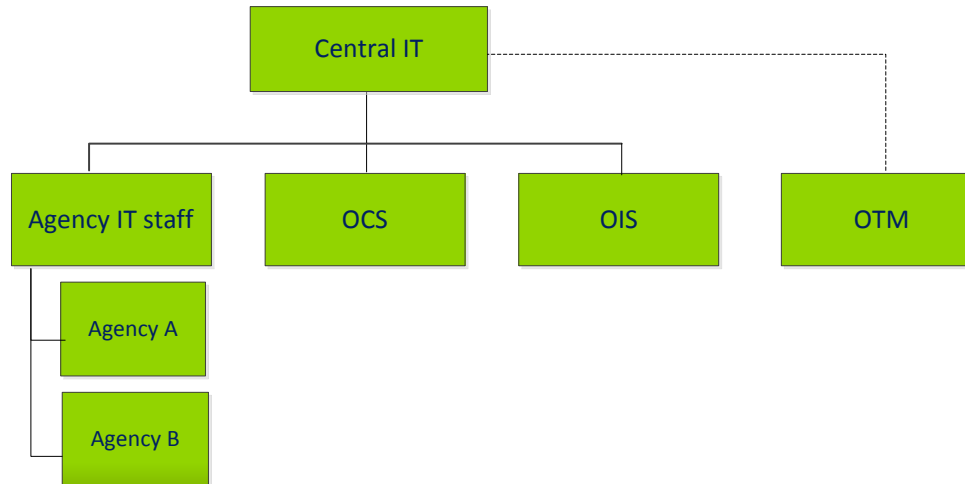 Central IT
Agency IT staff
OCS
OIS
OTM
Agency A
Agency B